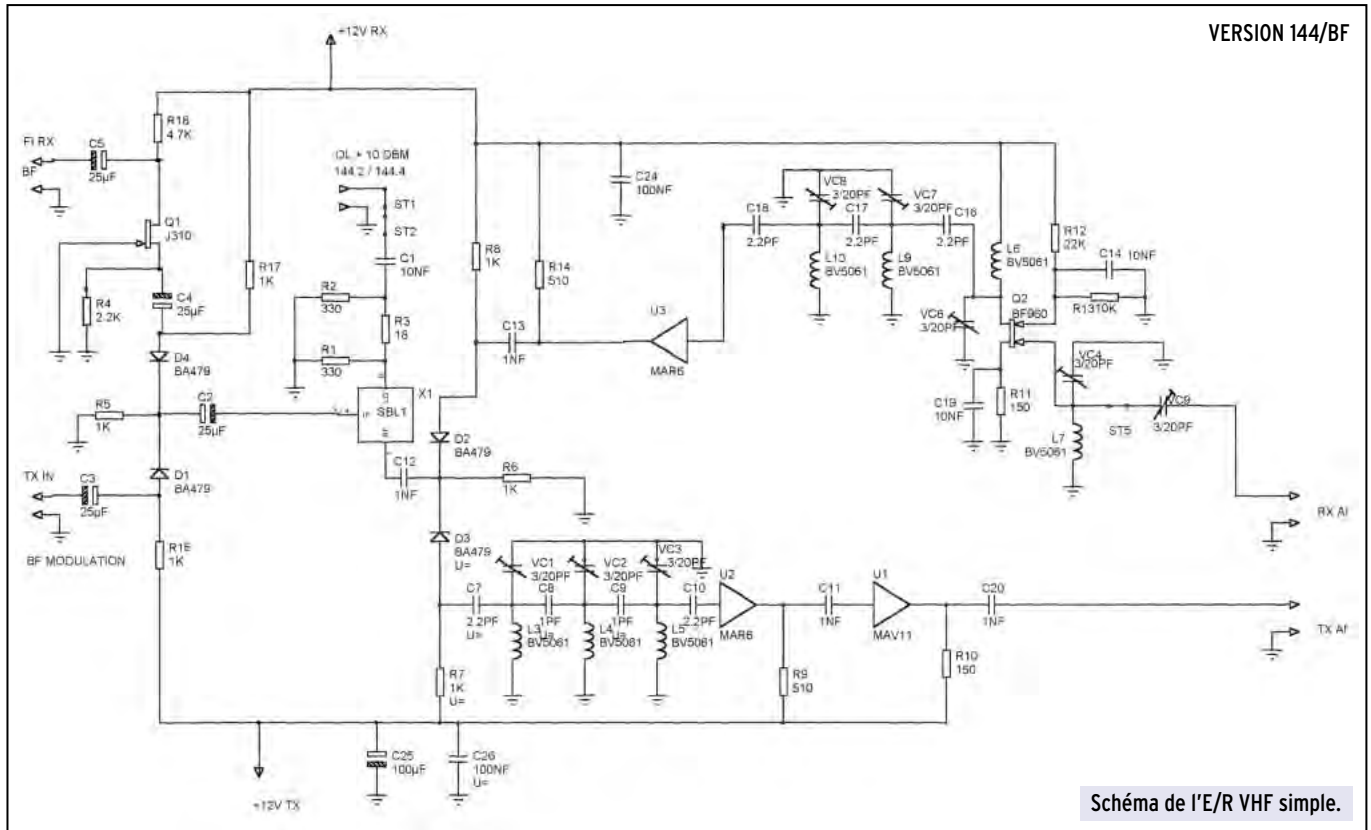 VERSION 144/BF
+12V RX
R18
4.7K
FI RX
C5
BF
25µF
Q1
J310
R4
2.2K
C4
25µF
R17
1K
D4
BA479
R5
1K
C2
25µF
TX IN
C3
25µF
D1
BA479
BF MODULATION
1K
+12V TX
OL + 10 DBM
144.2 / 144.4
ST1
ST2
C1
10NF
R2
330
R3
18
R1
330
X1
SBL1
C12
1NF
R8
1K
C13
1NF
R14
510
C24
100NF
U3
MAR6
D2
BA479
R6
1K
D3
BA479
U=
C18
2.2PF
VC8
3/20PF
C17
2.2PF
VC7
3/20PF
C16
2.2PF
L10
BV5061
L9
BV5061
L6
BV5061
R12
22K
C14 10NF
R13 10K
Q2
BF960
VC6
3/20PF
VC4
3/20PF
C19
10NF
R11
150
L7
BV5061
ST5
VC9
3/20PF
RX
VC1
3/20PF
VC2
3/20PF
VC3
3/20PF
C7
2.2PF
U=
C8
1PF
C9
1PF
C10
2.2PF
L3
BV5061
L4
BV5061
L5
BV5061
U2
MAR6
C11
1NF
U1
MAV11
C20
1NF
TX
R10
150
R9
510
R7
1K
U=
C25
100µF
C26
100NF
U=
Schéma de l'E/R VHF simple.